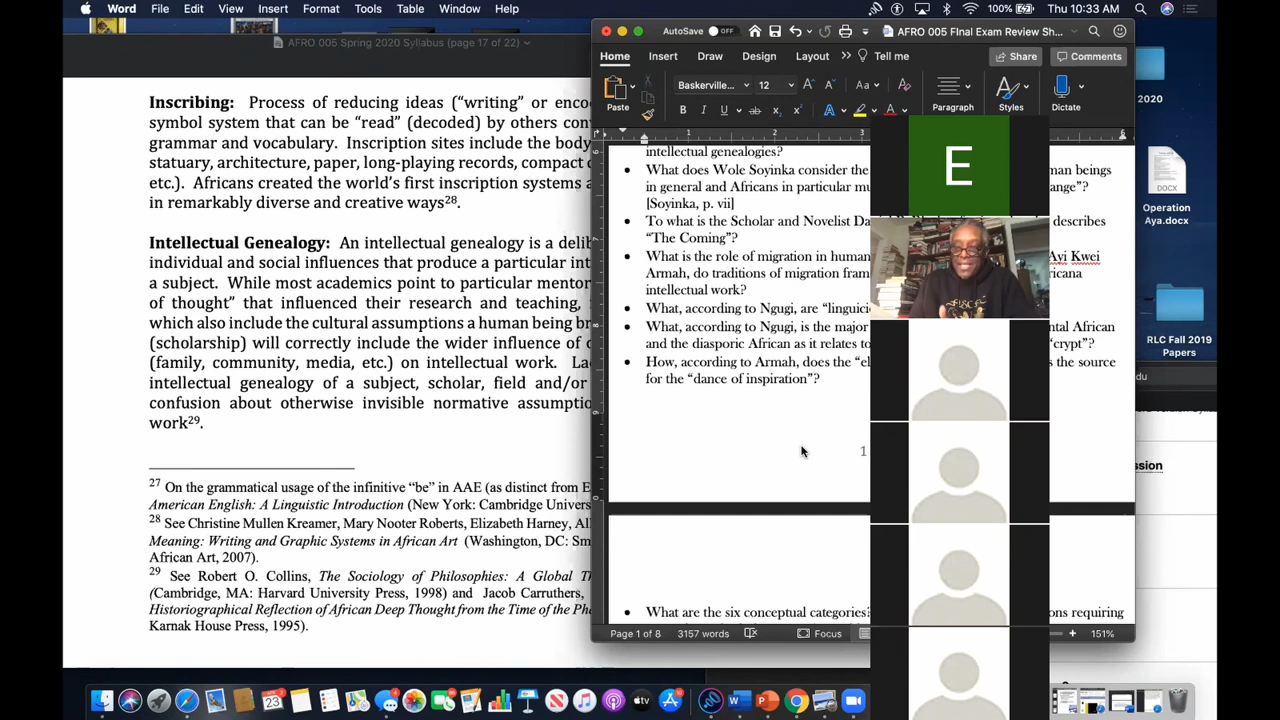 Word File Edit View Insert Format Tools Table Window Help
100% Thu 10:33 AM
AFRO 005 Spring 2020 Syllabus (page 17 of 22)
Inscribing: Process of reducing ideas (“writing” or enco
symbol system that can be “read” (decoded) by others con
grammar and vocabulary. Inscription sites include the body
statuary, architecture, paper, long-playing records, compact
etc.). Africans created the world’s first inscription systems a
in remarkably diverse and creative ways28.
Intellectual Genealogy: An intellectual genealogy is a delib
individual and social influences that produce a particular int
a subject. While most academics point to particular mentor
of thought” that influenced their research and teaching,
which also include the cultural assumptions a human being br
(scholarship) will correctly include the wider influence of
(family, community, media, etc.) on intellectual work. La
intellectual genealogy of a subject, scholar, field and/or
confusion about otherwise invisible normative assumptio
work29.
27 On the grammatical usage of the infinitive “be” in AAE (as distinct from E
American English: A Linguistic Introduction (New York: Cambridge Univers
28 See Christine Mullen Kreamer, Mary Nooter Roberts, Elizabeth Harney, All
Meaning: Writing and Graphic Systems in African Art (Washington, DC: Sm
African Art, 2007).
29 See Robert O. Collins, The Sociology of Philosophies: A Global Th
(Cambridge, MA: Harvard University Press, 1998) and Jacob Carruthers,
Historiographical Reflection of African Deep Thought from the Time of the Pha
Karnak House Press, 1995).
AutoSave OFF AFRO 005 FInal Exam Review Sh...
Home Insert Draw Design Layout Tell me Share Comments
Paste Baskerville... 12 Paragraph Styles Dictate
1 2 3 6
intellectual genealogies?
• What does Wole Soyinka consider the man beings
in general and Africans in particular mu ange”?
[Soyinka, p. vii]
• To what is the Scholar and Novelist Da describes
“The Coming”?
• What is the role of migration in human Ayi Kwei
Armah, do traditions of migration fram ricana
intellectual work?
• What, according to Ngugi, are “linguic
• What, according to Ngugi, is the major ntal African
and the diasporic African as it relates to “crypt”?
• How, according to Armah, does the “el s the source
for the “dance of inspiration”?
1
• What are the six conceptual categories? ons requiring
Page 1 of 8 3157 words Focus 151%
E
2020
DOCX
Operation
Aya.docx
RLC Fall 2019
Papers
du
ssion
APR
23